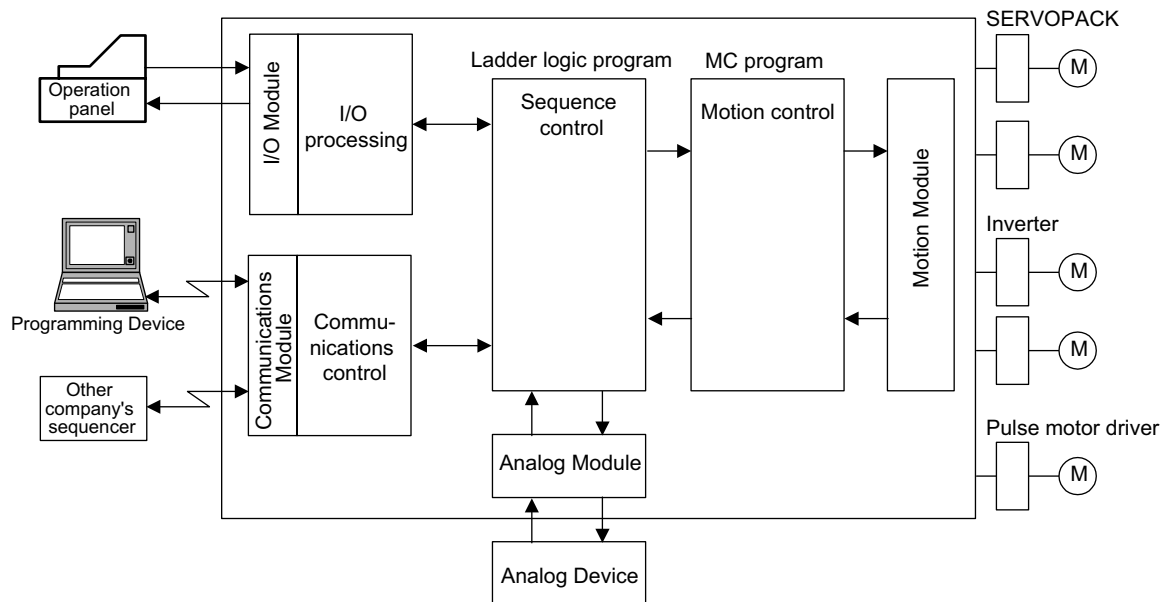 SERVOPACK
Operation
panel
I/O Module
I/O
processing
Ladder logic program
Sequence
control
MC program
Motion control
Motion Module
M
M
Inverter
M
M
Programming Device
Communications
Module
Commu-
nications
control
Other
company's
sequencer
Pulse motor driver
M
Analog Module
Analog Device